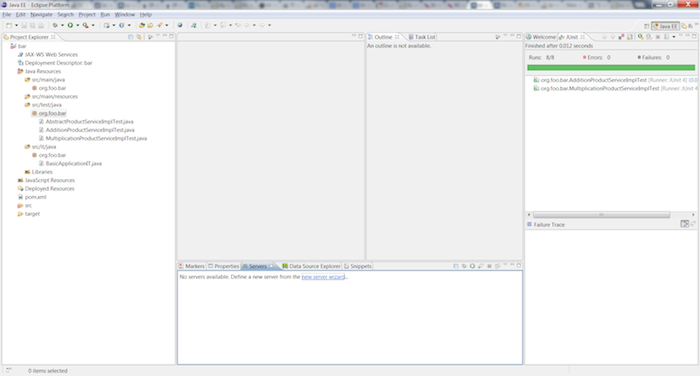 Java EE - Eclipse Platform
File Edit Navigate Search Project Run Window Help
Java EE
Project Explorer
bar
JAX-WS Web Services
Deployment Descriptor: bar
Java Resources
src/main/java
org.foo.bar
src/main/resources
src/test/java
org.foo.bar
AbstractProductServiceImplTest.java
AdditionProductServiceImplTest.java
MultiplicationProductServiceImplTest.java
src/it/java
org.foo.bar
BasicApplicationIT.java
Libraries
JavaScript Resources
Deployed Resources
pom.xml
src
target
Outline Task List
An outline is not available.
Markers Properties Servers Data Source Explorer Snippets
No servers available. Define a new server from the new server wizard...
Welcome JUnit
Finished after 0.012 seconds
Runs: 8/8 Errors: 0 Failures: 0
org.foo.bar.AdditionProductServiceImplTest [Runner: JUnit 4]
org.foo.bar.MultiplicationProductServiceImplTest [Runner: JUnit 4
Failure Trace
0 items selected